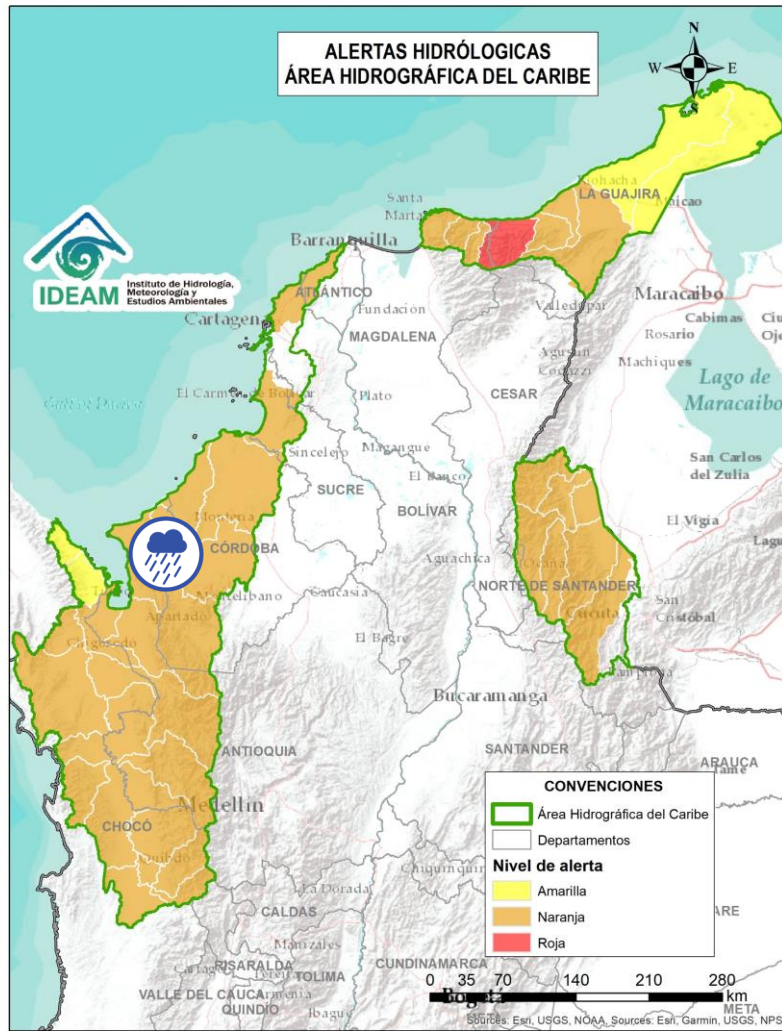 ALERTAS HIDRÓLOGICAS
ÁREA HIDROGRÁFICA DEL CARIBE
N
W
E
S
IDEAM
Instituto de Hidrología,
Meteorología y
Estudios Ambientales
Santa
Marta
LA GUAJIRA
Maicao
Barranquilla
ATLÁNTICO
Cartagen
Fundación
MAGDALENA
Valledupar
Maracaibo
Cabimas
Rosario
Machiques
Agustín
Codazzi
CESAR
Lago de
Maracaibo
El Carmen de Bolívar
Plato
Sincelejo
Magangue
El Banco
SUCRE
BOLÍVAR
San Carlos
del Zulia
Montería
CÓRDOBA
El Vigía
Aguachica
Ocaña
NORTE DE SANTANDER
Cúcuta
San
Cristóbal
Caucasia
Apartado
El Bagre
Bucaramanga
ANTIOQUIA
SANTANDER
ARAUCA
Medellín
CHOCÓ
Quibdó
La Dorada
CALDAS
Manizales
RISARALDA
TOLIMA
CUNDINAMARCA
VALLE DEL CAUCA
Armenia
QUINDÍO
Ibague
Bogotá
META
CONVENCIONES
Área Hidrográfica del Caribe
Departamentos
Nivel de alerta
Amarilla
Naranja
Roja
0 35 70 140 210 280
km
Sources: Esri, USGS, NOAA, Sources: Esri, Garmin, USGS, NPS